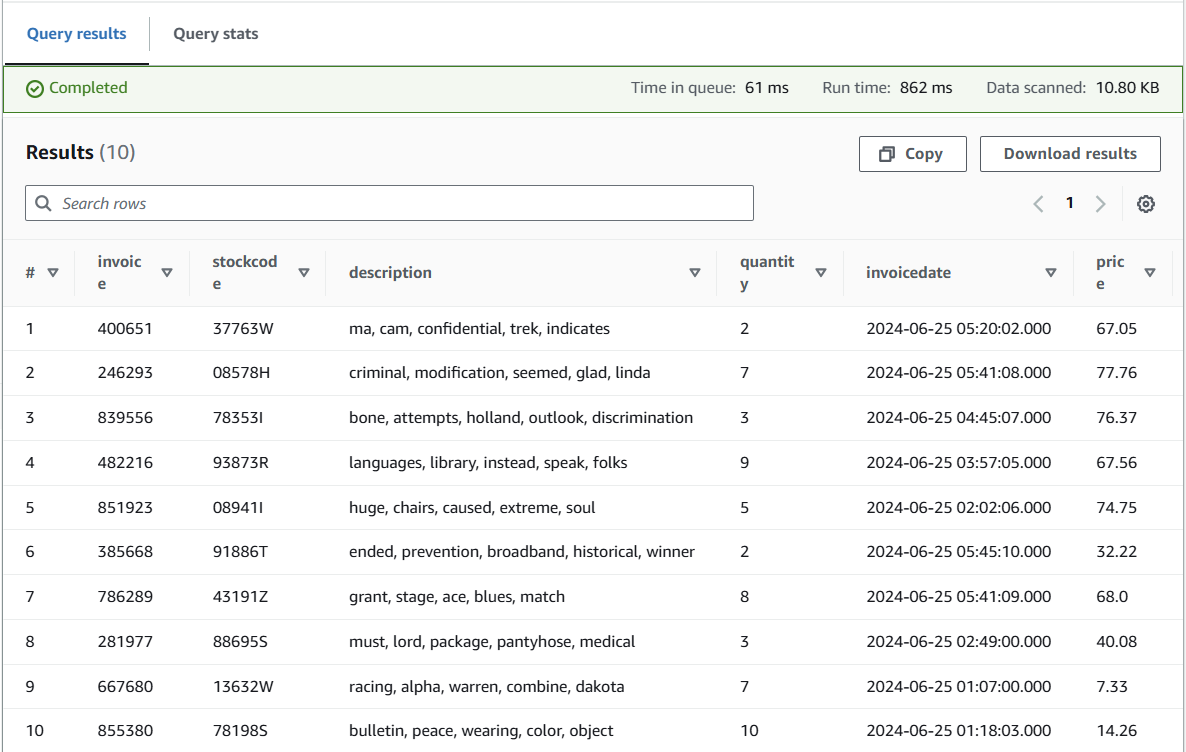 Query results Query stats
Completed Time in queue: 61 ms Run time: 862 ms Data scanned: 10.80 KB
Results (10) Copy Download results
Search rows 1
# invoic
e stockcod
e description quantit
y invoicedate pric
e
1 400651 37763W ma, cam, confidential, trek, indicates 2 2024-06-25 05:20:02.000 67.05
2 246293 08578H criminal, modification, seemed, glad, linda 7 2024-06-25 05:41:08.000 77.76
3 839556 78353I bone, attempts, holland, outlook, discrimination 3 2024-06-25 04:45:07.000 76.37
4 482216 93873R languages, library, instead, speak, folks 9 2024-06-25 03:57:05.000 67.56
5 851923 08941I huge, chairs, caused, extreme, soul 5 2024-06-25 02:02:06.000 74.75
6 385668 91886T ended, prevention, broadband, historical, winner 2 2024-06-25 05:45:10.000 32.22
7 786289 43191Z grant, stage, ace, blues, match 8 2024-06-25 05:41:09.000 68.0
8 281977 88695S must, lord, package, pantyhose, medical 3 2024-06-25 02:49:00.000 40.08
9 667680 13632W racing, alpha, warren, combine, dakota 7 2024-06-25 01:07:00.000 7.33
10 855380 78198S bulletin, peace, wearing, color, object 10 2024-06-25 01:18:03.000 14.26